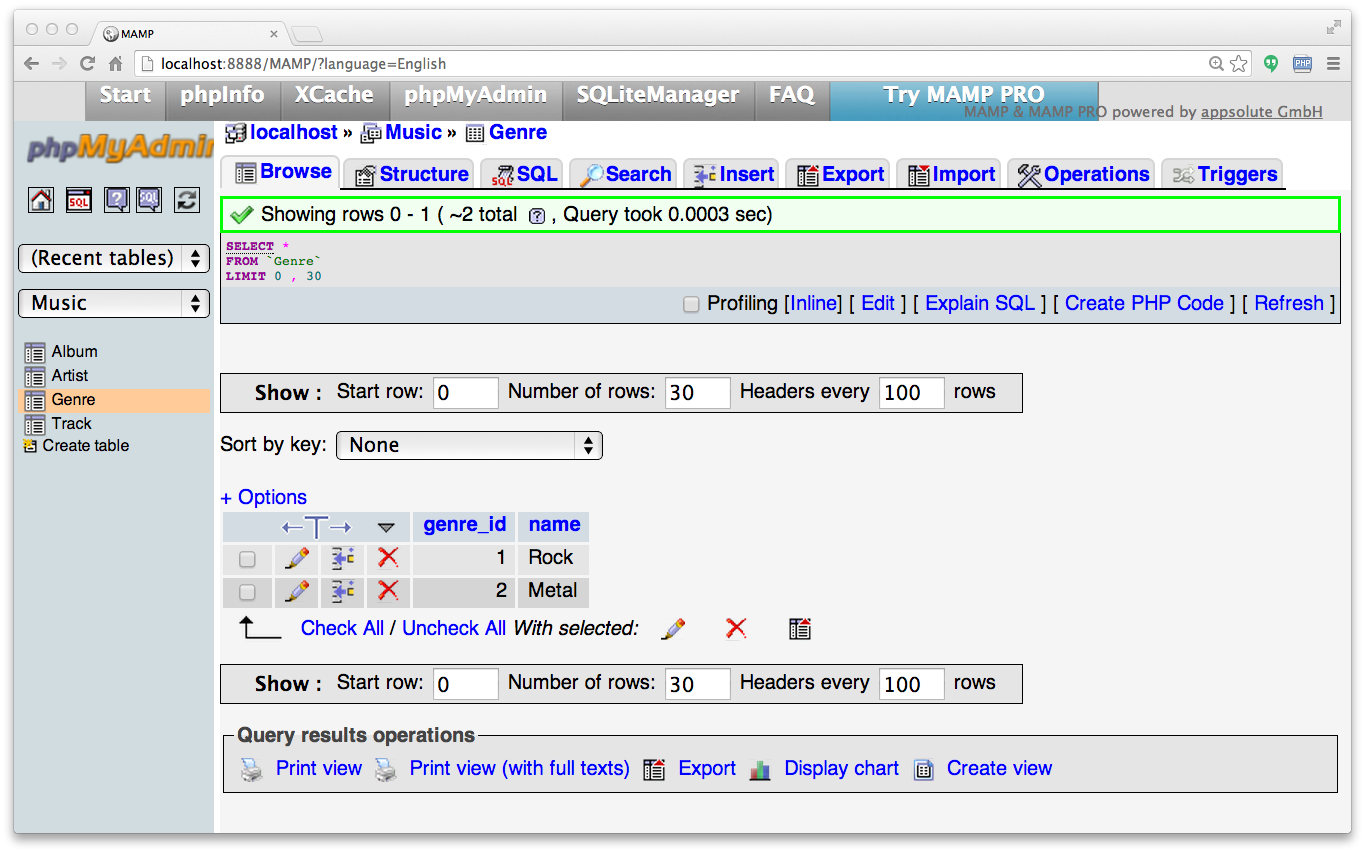 MAMP
localhost:8888/MAMP/?language=English
PHP
Start phpInfo XCache phpMyAdmin SQLiteManager FAQ Try MAMP PRO
MAMP & MAMP PRO powered by appsolute GmbH
phpMyAdmin
localhost » Music » Genre
Browse Structure SQL Search Insert Export Import Operations Triggers
SQL ? SQL
Showing rows 0 - 1 ( ~2 total ? , Query took 0.0003 sec)
SELECT *
FROM `Genre`
LIMIT 0 , 30
Profiling [Inline] [ Edit ] [ Explain SQL ] [ Create PHP Code ] [ Refresh ]
(Recent tables)
Music
Album
Artist
Genre
Track
Create table
Show : Start row: 0 Number of rows: 30 Headers every 100 rows
Sort by key: None
+ Options
←T→ genre_id name
1 Rock
2 Metal
Check All / Uncheck All With selected:
Show : Start row: 0 Number of rows: 30 Headers every 100 rows
Query results operations
Print view Print view (with full texts) Export Display chart Create view